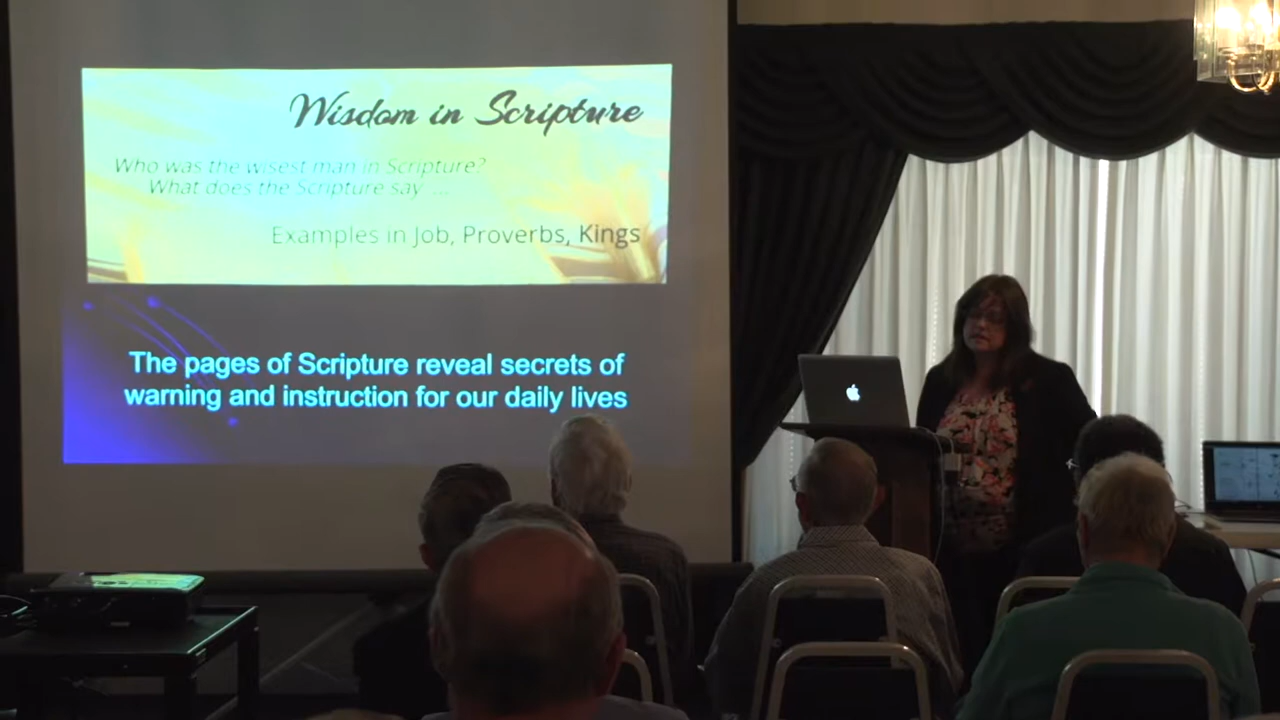 Wisdom in Scripture
Who was the wisest man in Scripture?
What does the Scripture say ...
Examples in Job, Proverbs, Kings
The pages of Scripture reveal secrets of
warning and instruction for our daily lives